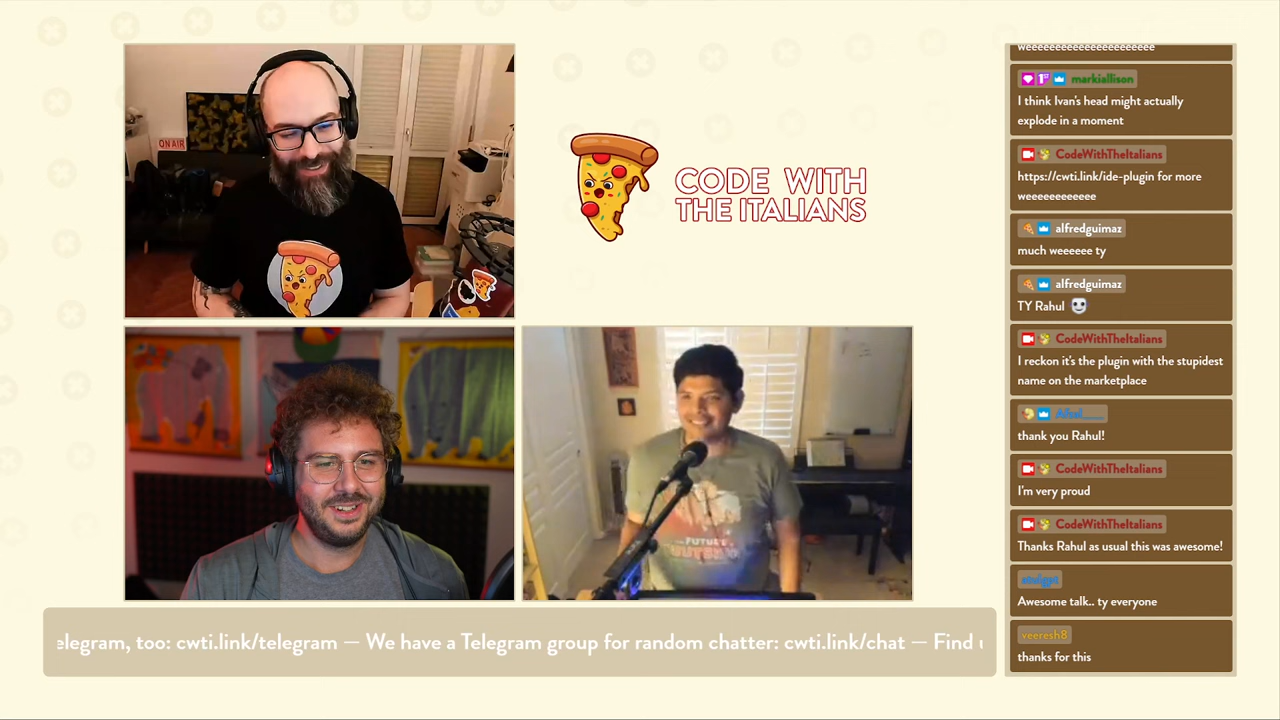 ON AIR
CODE WITH
THE ITALIANS
elegram, too: cwti.link/telegram — We have a Telegram group for random chatter: cwti.link/chat — Find
weeeeeeeeeeeeeeeeeeeeee
markiallison
I think Ivan's head might actually
explode in a moment
CodeWithTheItalians
https://cwti.link/ide-plugin for more
weeeeeeeeeeee
alfredguimaz
much weeeeee ty
alfredguimaz
TY Rahul
CodeWithTheItalians
I reckon it's the plugin with the stupidest
name on the marketplace
thank you Rahul!
CodeWithTheItalians
I'm very proud
CodeWithTheItalians
Thanks Rahul as usual this was awesome!
Awesome talk.. ty everyone
veeresh8
thanks for this